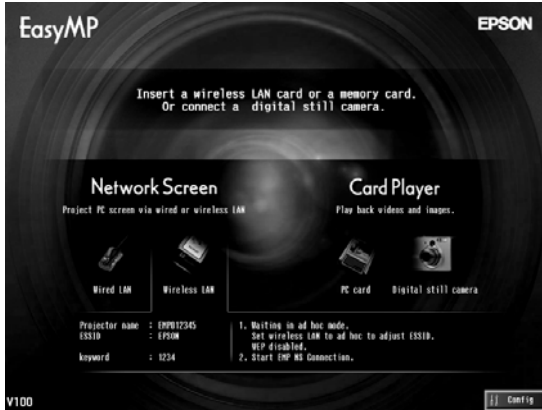 EasyMP
EPSON
Insert a wireless LAN card or a memory card.
Or connect a digital still camera.
Network Screen
Project PC screen via wired or wireless LAN
Card Player
Play back videos and images.
Wired LAN
Wireless LAN
PC card
Digital still camera
Projector name : EMP012345
ESSID : EPSON
keyword : 1234
1. Waiting in ad hoc mode.
Set wireless LAN to ad hoc to adjust ESSID.
WEP disabled.
2. Start EMP NS Connection.
V100
Config